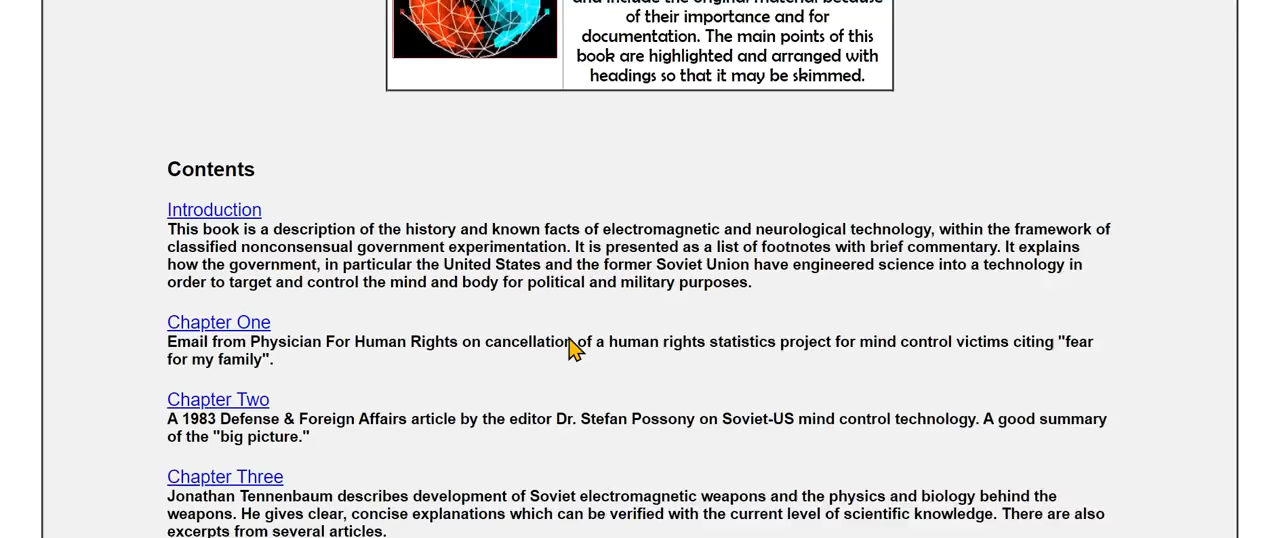 and include the original material because
of their importance and for
documentation. The main points of this
book are highlighted and arranged with
headings so that it may be skimmed.
Contents
Introduction
This book is a description of the history and known facts of electromagnetic and neurological technology, within the framework of
classified nonconsensual government experimentation. It is presented as a list of footnotes with brief commentary. It explains
how the government, in particular the United States and the former Soviet Union have engineered science into a technology in
order to target and control the mind and body for political and military purposes.
Chapter One
Email from Physician For Human Rights on cancellation of a human rights statistics project for mind control victims citing "fear
for my family".
Chapter Two
A 1983 Defense & Foreign Affairs article by the editor Dr. Stefan Possony on Soviet-US mind control technology. A good summary
of the "big picture."
Chapter Three
Jonathan Tennenbaum describes development of Soviet electromagnetic weapons and the physics and biology behind the
weapons. He gives clear, concise explanations which can be verified with the current level of scientific knowledge. There are also
excerpts from several articles.